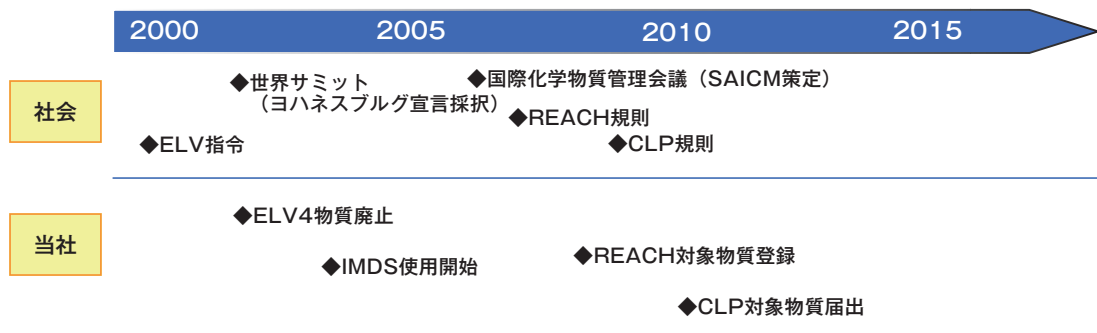 2000 2005 2010 2015
社会
◆世界サミット
（ヨハネスブルグ宣言採択）
◆国際化学物質管理会議（SAICM策定）
◆REACH規則
◆ELV指令
◆CLP規則
当社
◆ELV4物質廃止
◆IMDS使用開始
◆REACH対象物質登録
◆CLP対象物質届出